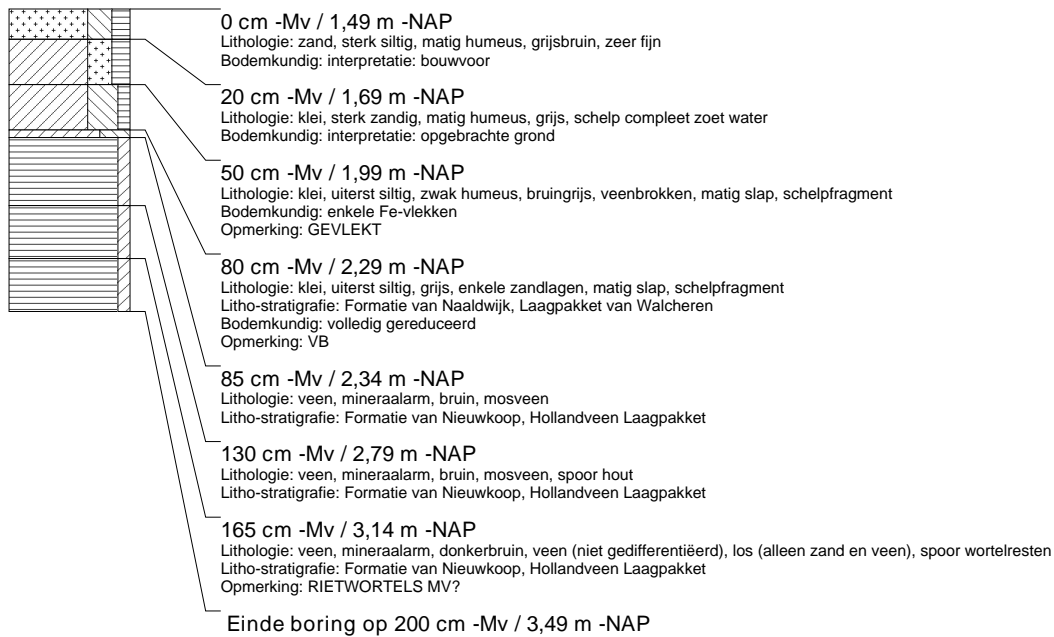 0 cm -Mv / 1,49 m -NAP
Lithologie: zand, sterk siltig, matig humeus, grijsbruin, zeer fijn
Bodemkundig: interpretatie: bouwvoor
20 cm -Mv / 1,69 m -NAP
Lithologie: klei, sterk zandig, matig humeus, grijs, schelp compleet zoet water
Bodemkundig: interpretatie: opgebrachte grond
50 cm -Mv / 1,99 m -NAP
Lithologie: klei, uiterst siltig, zwak humeus, bruingrijs, veenbrokken, matig slap, schelpfragment
Bodemkundig: enkele Fe-vlekken
Opmerking: GEVLEKT
80 cm -Mv / 2,29 m -NAP
Lithologie: klei, uiterst siltig, grijs, enkele zandlagen, matig slap, schelpfragment
Litho-stratigrafie: Formatie van Naaldwijk, Laagpakket van Walcheren
Bodemkundig: volledig gereduceerd
Opmerking: VB
85 cm -Mv / 2,34 m -NAP
Lithologie: veen, mineraalarm, bruin, mosveen
Litho-stratigrafie: Formatie van Nieuwkoop, Hollandveen Laagpakket
130 cm -Mv / 2,79 m -NAP
Lithologie: veen, mineraalarm, bruin, mosveen, spoor hout
Litho-stratigrafie: Formatie van Nieuwkoop, Hollandveen Laagpakket
165 cm -Mv / 3,14 m -NAP
Lithologie: veen, mineraalarm, donkerbruin, veen (niet gedifferentiëerd), los (alleen zand en veen), spoor wortelresten
Litho-stratigrafie: Formatie van Nieuwkoop, Hollandveen Laagpakket
Opmerking: RIETWORTELS MV?
Einde boring op 200 cm -Mv / 3,49 m -NAP